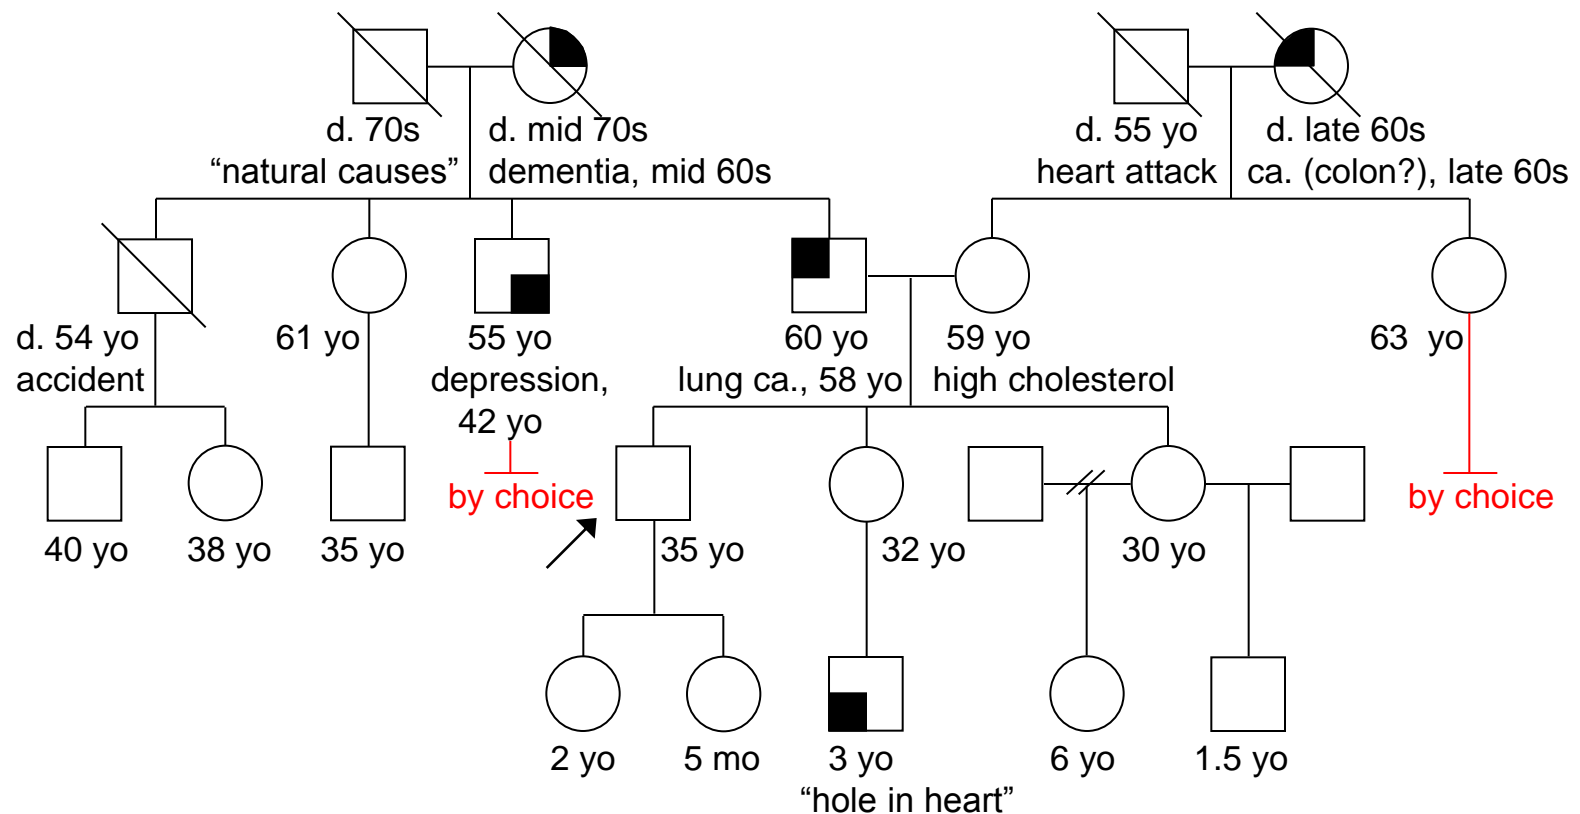 d. 70s
"natural causes"
d. mid 70s
dementia, mid 60s
d. 55 yo
heart attack
d. late 60s
ca. (colon?), late 60s
d. 54 yo
accident
61 yo
55 yo
depression,
42 yo
by choice
60 yo
lung ca., 58 yo
59 yo
high cholesterol
63 yo
by choice
40 yo
38 yo
35 yo
35 yo
32 yo
30 yo
2 yo
5 mo
3 yo
“hole in heart”
6 yo
1.5 yo